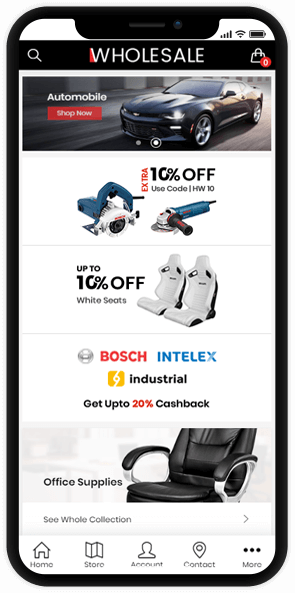 WHOLESALE
0
Automobile
Shop Now
EXTRA 10% OFF
Use Code | HW 10
UP TO
10% OFF
White Seats
BOSCH INTELEX
industrial
Get Upto 20% Cashback
Office Supplies
See Whole Collection
Home Store Account Contact More